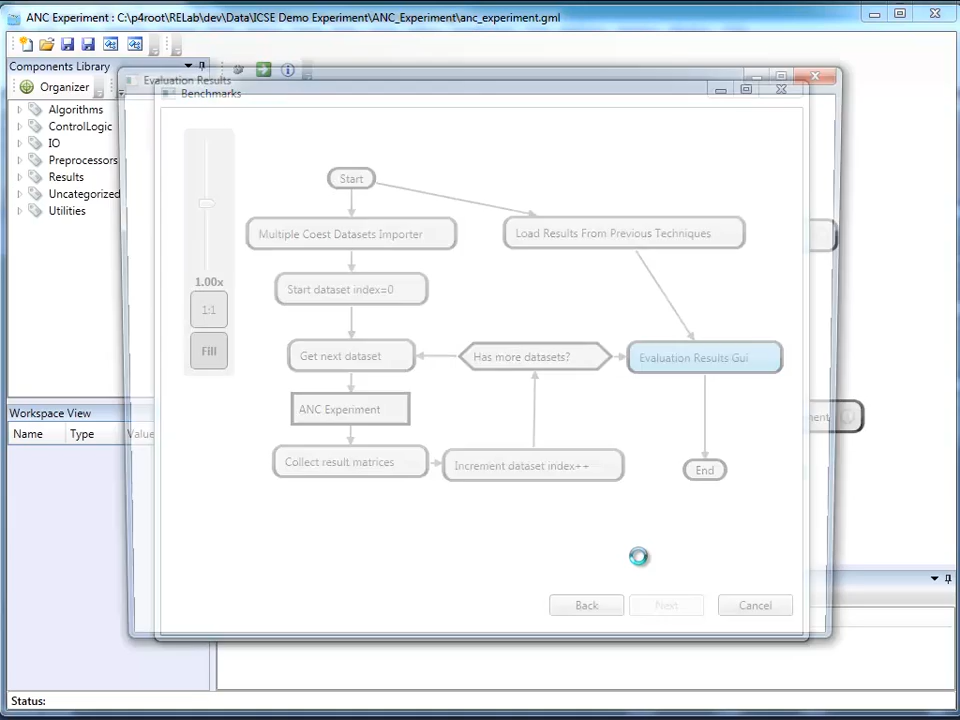 ANC Experiment : C:\p4root\RELab\dev\Data\ICSE Demo Experiment\ANC_Experiment\anc_experiment.gml
Components Library
Evaluation Results
Organizer
Benchmarks
Algorithms
ControlLogic
IO
Preprocessors
Results
Uncategorized
Utilities
Start
Multiple Coest Datasets Importer
Load Results From Previous Techniques
Start dataset index=0
1.00x
1:1
Fill
Get next dataset
Has more datasets?
Evaluation Results Gui
ANC Experiment
Collect result matrices
Increment dataset index++
End
Workspace View
Name Type Value
Back Next Cancel
Status: